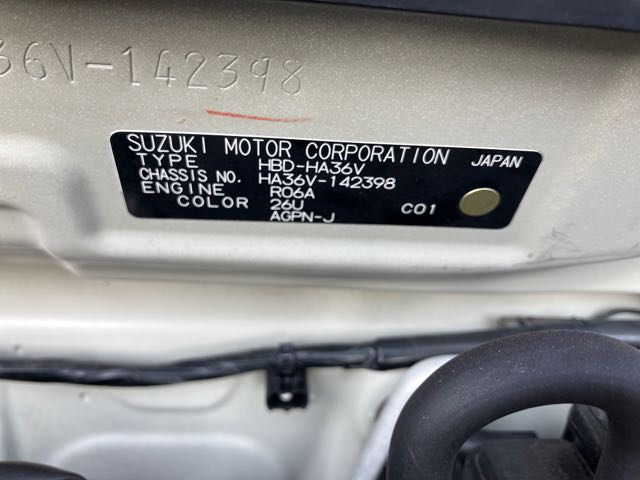 36V-142398
SUZUKI MOTOR CORPORATION JAPAN
TYPE HBD-HA36V
CHASSIS NO. HA36V-142398
ENGINE R06A
COLOR 26U C01
AGPN-J